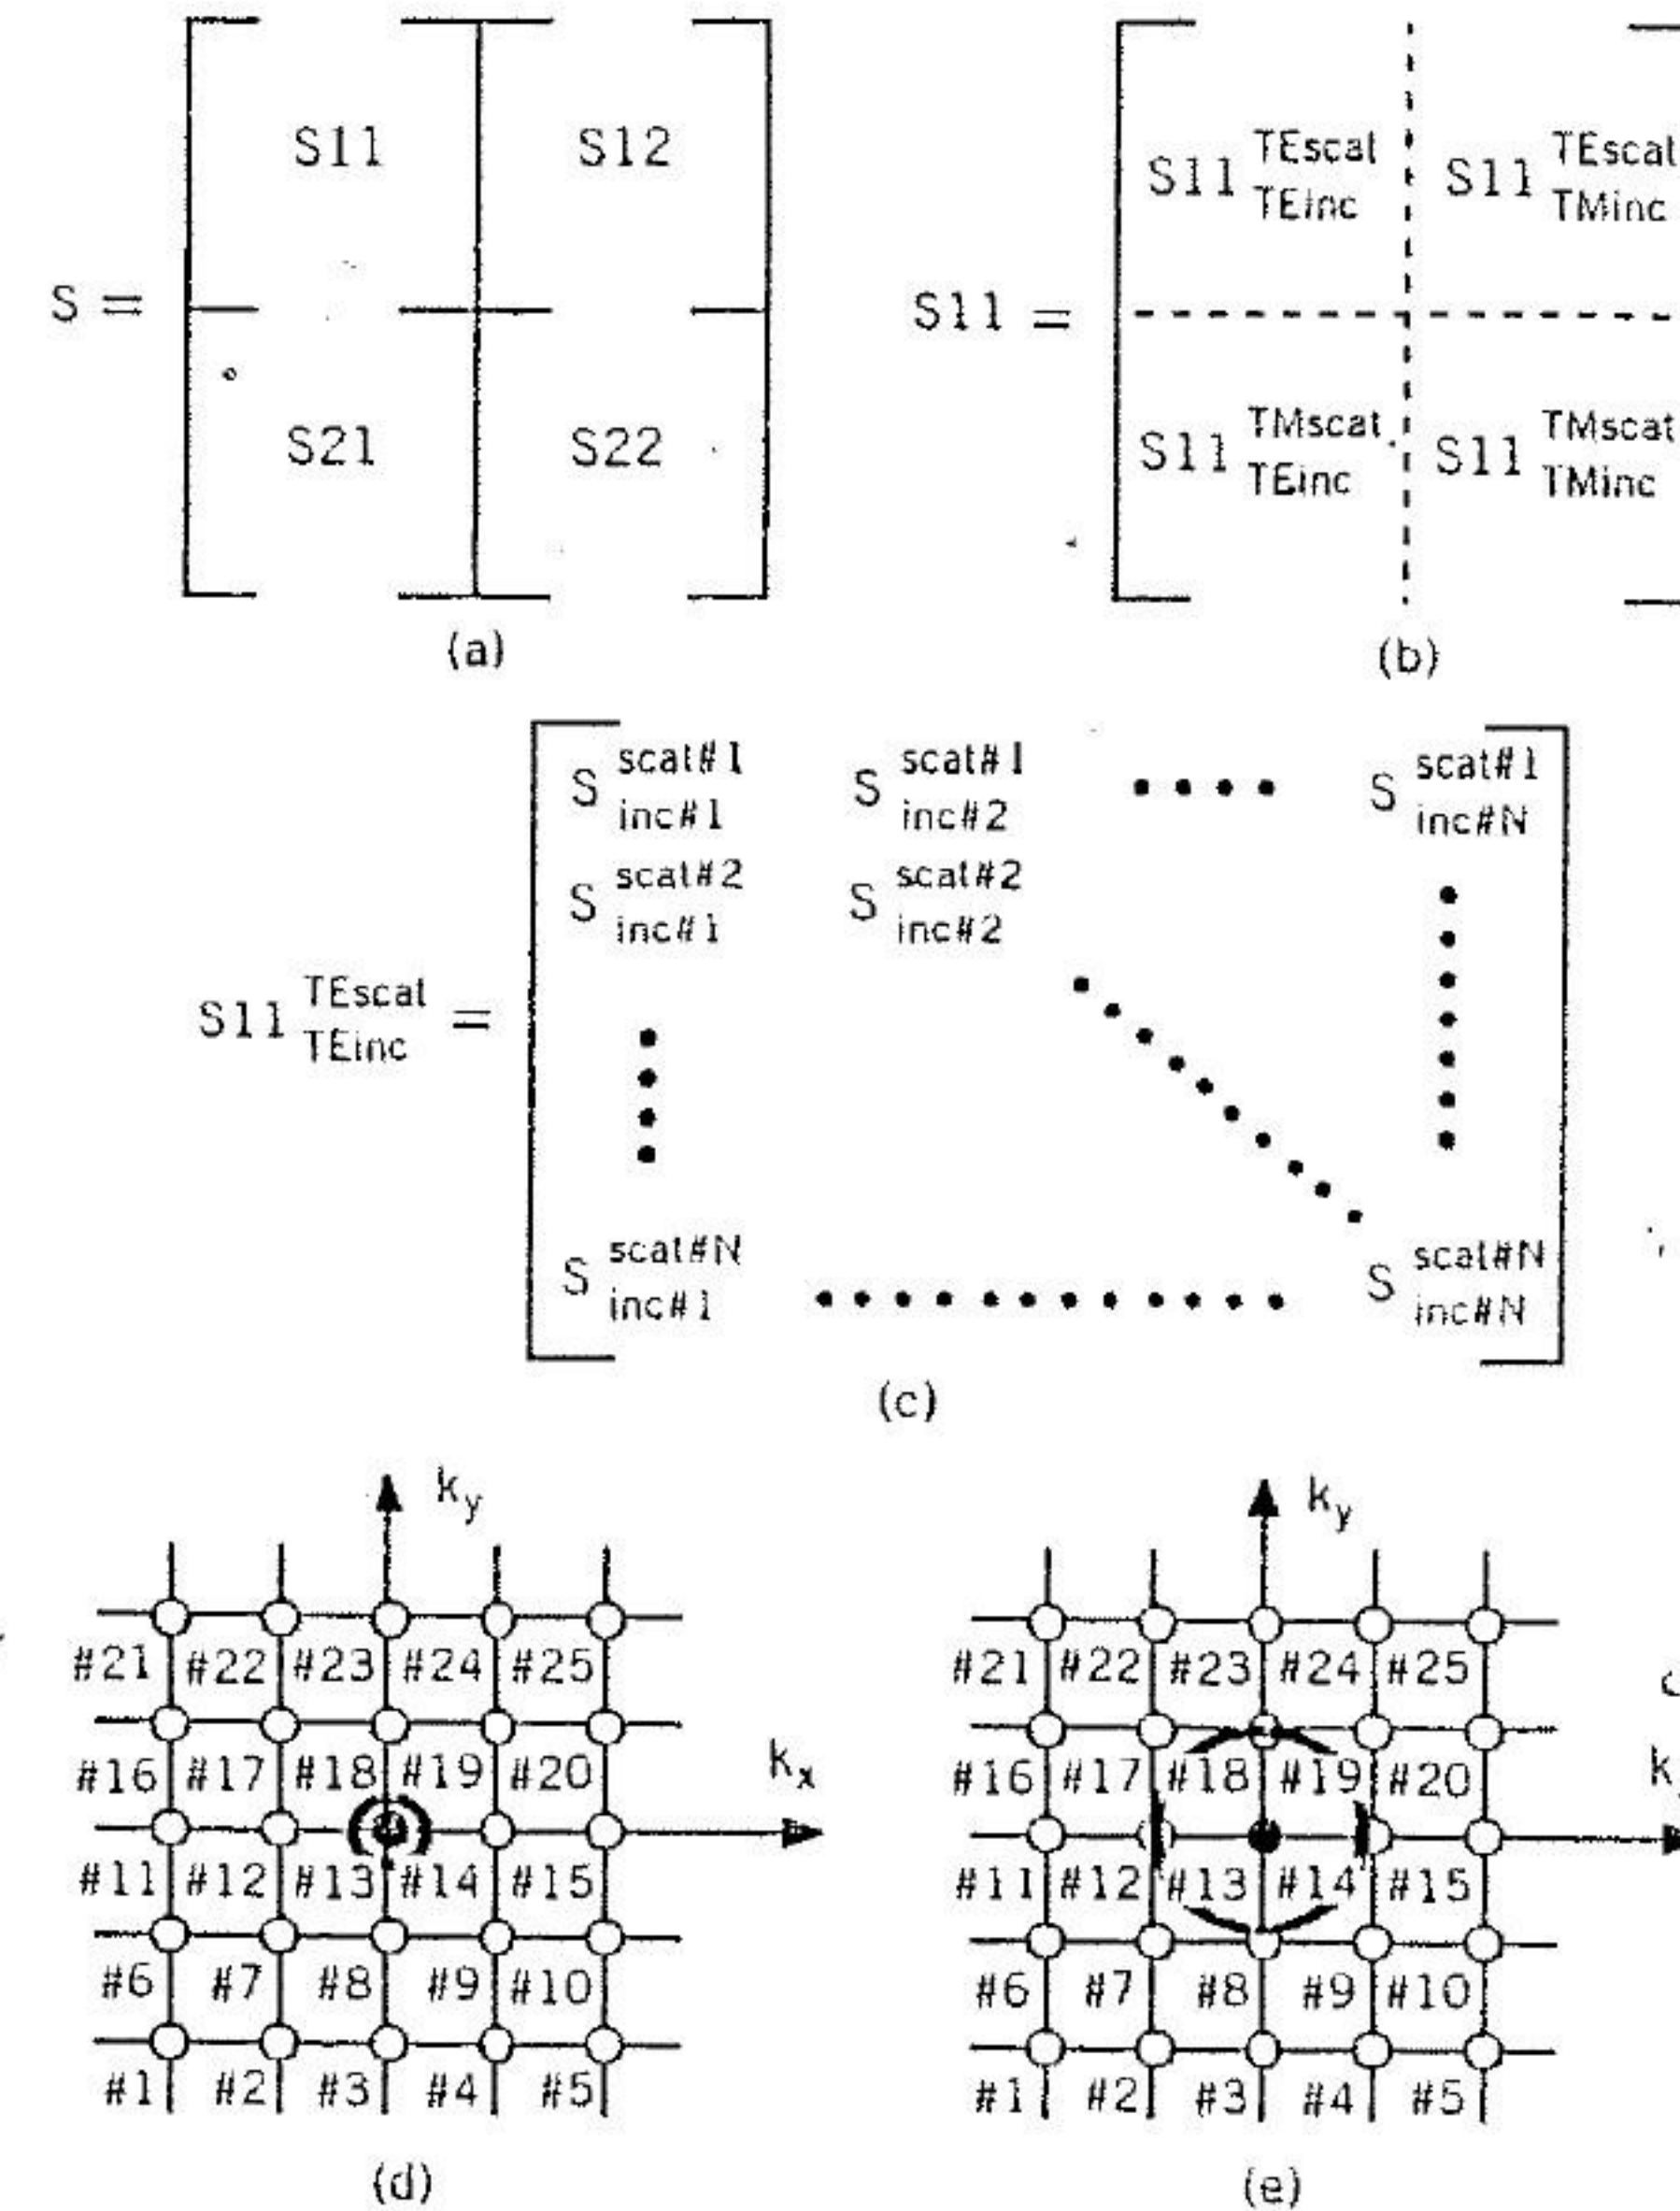 S =
S11 S12
S21 S22
(a)
S11 =
S11 TEscat TEinc S11 TEscat TMinc
S11 TMscat TEinc S11 TMscat TMinc
(b)
S11 TEscat TEinc =
S scat#1 inc#1 S scat#1 inc#2 S scat#1 inc#N
S scat#2 inc#1 S scat#2 inc#2
S scat#N inc#1 S scat#N inc#N
(c)
ky
#21 #22 #23 #24 #25
#16 #17 #18 #19 #20
kx
#11 #12 #13 #14 #15
#6 #7 #8 #9 #10
#1 #2 #3 #4 #5
(d)
ky
#21 #22 #23 #24 #25
#16 #17 #18 #19 #20
k
#11 #12 #13 #14 #15
#6 #7 #8 #9 #10
#1 #2 #3 #4 #5
(e)